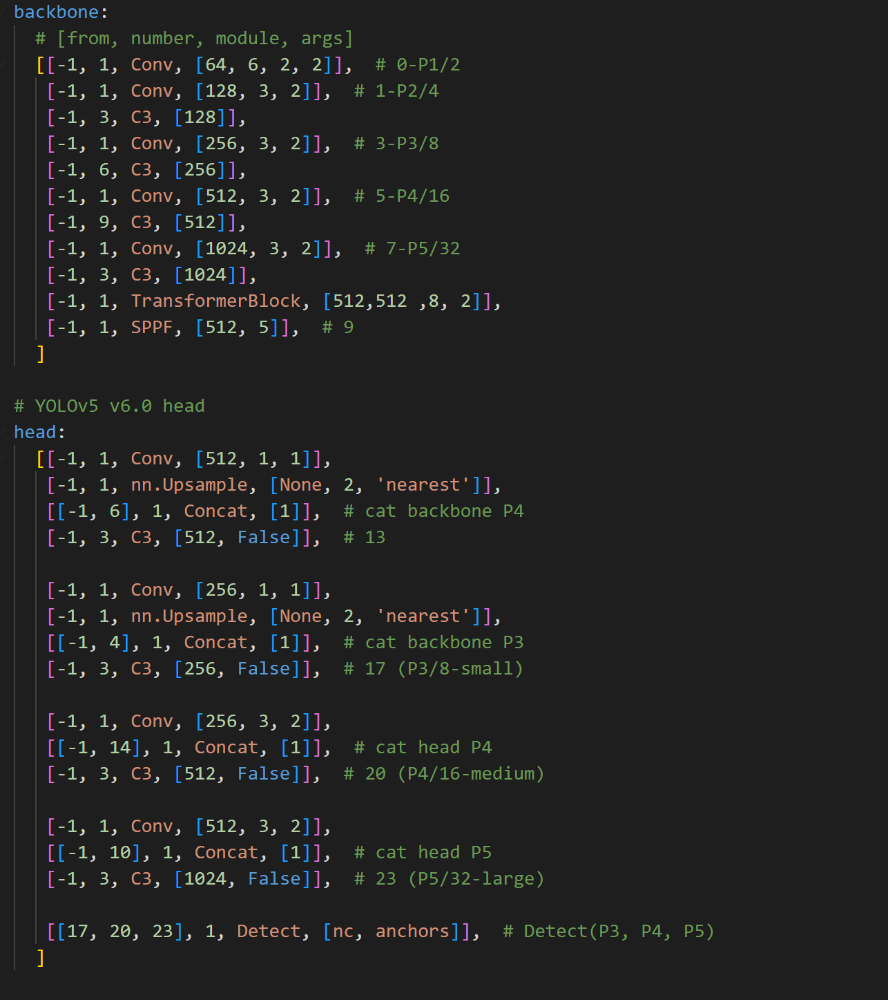 backbone:
# [from, number, module, args]
[[-1, 1, Conv, [64, 6, 2, 2]],  # 0-P1/2
[-1, 1, Conv, [128, 3, 2]],  # 1-P2/4
[-1, 3, C3, [128]],
[-1, 1, Conv, [256, 3, 2]],  # 3-P3/8
[-1, 6, C3, [256]],
[-1, 1, Conv, [512, 3, 2]],  # 5-P4/16
[-1, 9, C3, [512]],
[-1, 1, Conv, [1024, 3, 2]],  # 7-P5/32
[-1, 3, C3, [1024]],
[-1, 1, TransformerBlock, [512,512 ,8, 2]],
[-1, 1, SPPF, [512, 5]],  # 9
]
# YOLOv5 v6.0 head
head:
[[-1, 1, Conv, [512, 1, 1]],
[-1, 1, nn.Upsample, [None, 2, 'nearest']],
[[-1, 6], 1, Concat, [1]],  # cat backbone P4
[-1, 3, C3, [512, False]],  # 13
[-1, 1, Conv, [256, 1, 1]],
[-1, 1, nn.Upsample, [None, 2, 'nearest']],
[[-1, 4], 1, Concat, [1]],  # cat backbone P3
[-1, 3, C3, [256, False]],  # 17 (P3/8-small)
[-1, 1, Conv, [256, 3, 2]],
[[-1, 14], 1, Concat, [1]],  # cat head P4
[-1, 3, C3, [512, False]],  # 20 (P4/16-medium)
[-1, 1, Conv, [512, 3, 2]],
[[-1, 10], 1, Concat, [1]],  # cat head P5
[-1, 3, C3, [1024, False]],  # 23 (P5/32-large)
[[17, 20, 23], 1, Detect, [nc, anchors]],  # Detect(P3, P4, P5)
]